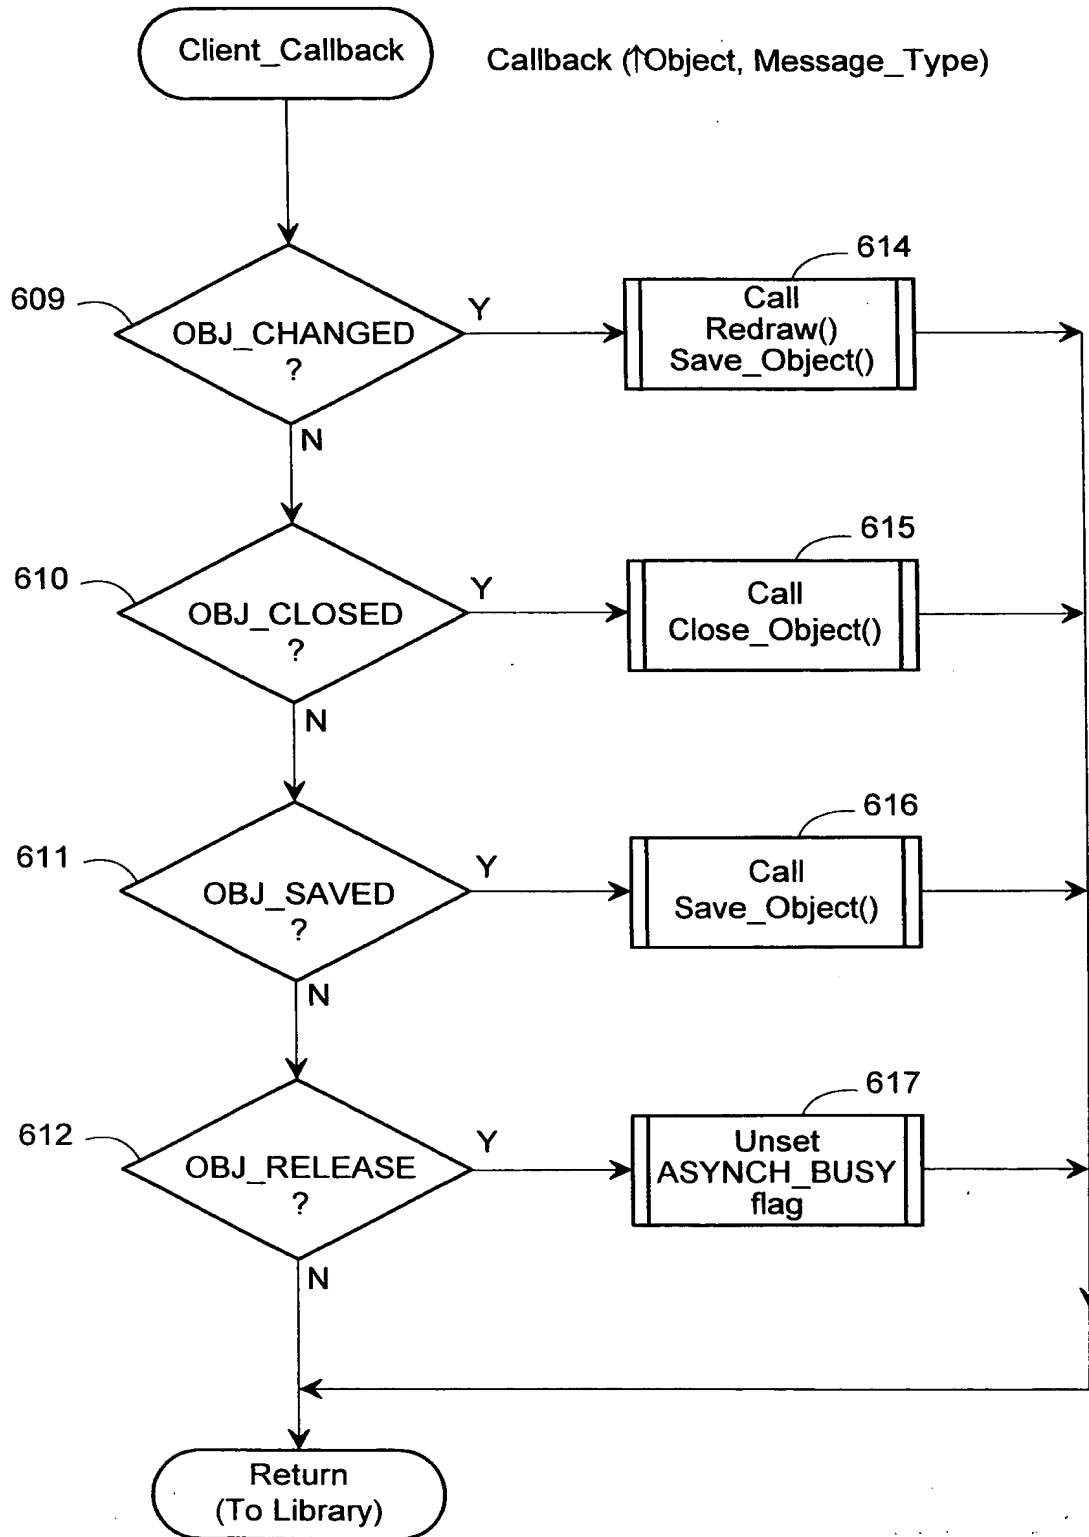 Client_Callback
Callback (↑Object, Message_Type)
609
OBJ_CHANGED
?
Y
N
614
Call
Redraw()
Save_Object()
610
OBJ_CLOSED
?
Y
N
615
Call
Close_Object()
611
OBJ_SAVED
?
Y
N
616
Call
Save_Object()
612
OBJ_RELEASE
?
Y
N
617
Unset
ASYNCH_BUSY
flag
Return
(To Library)